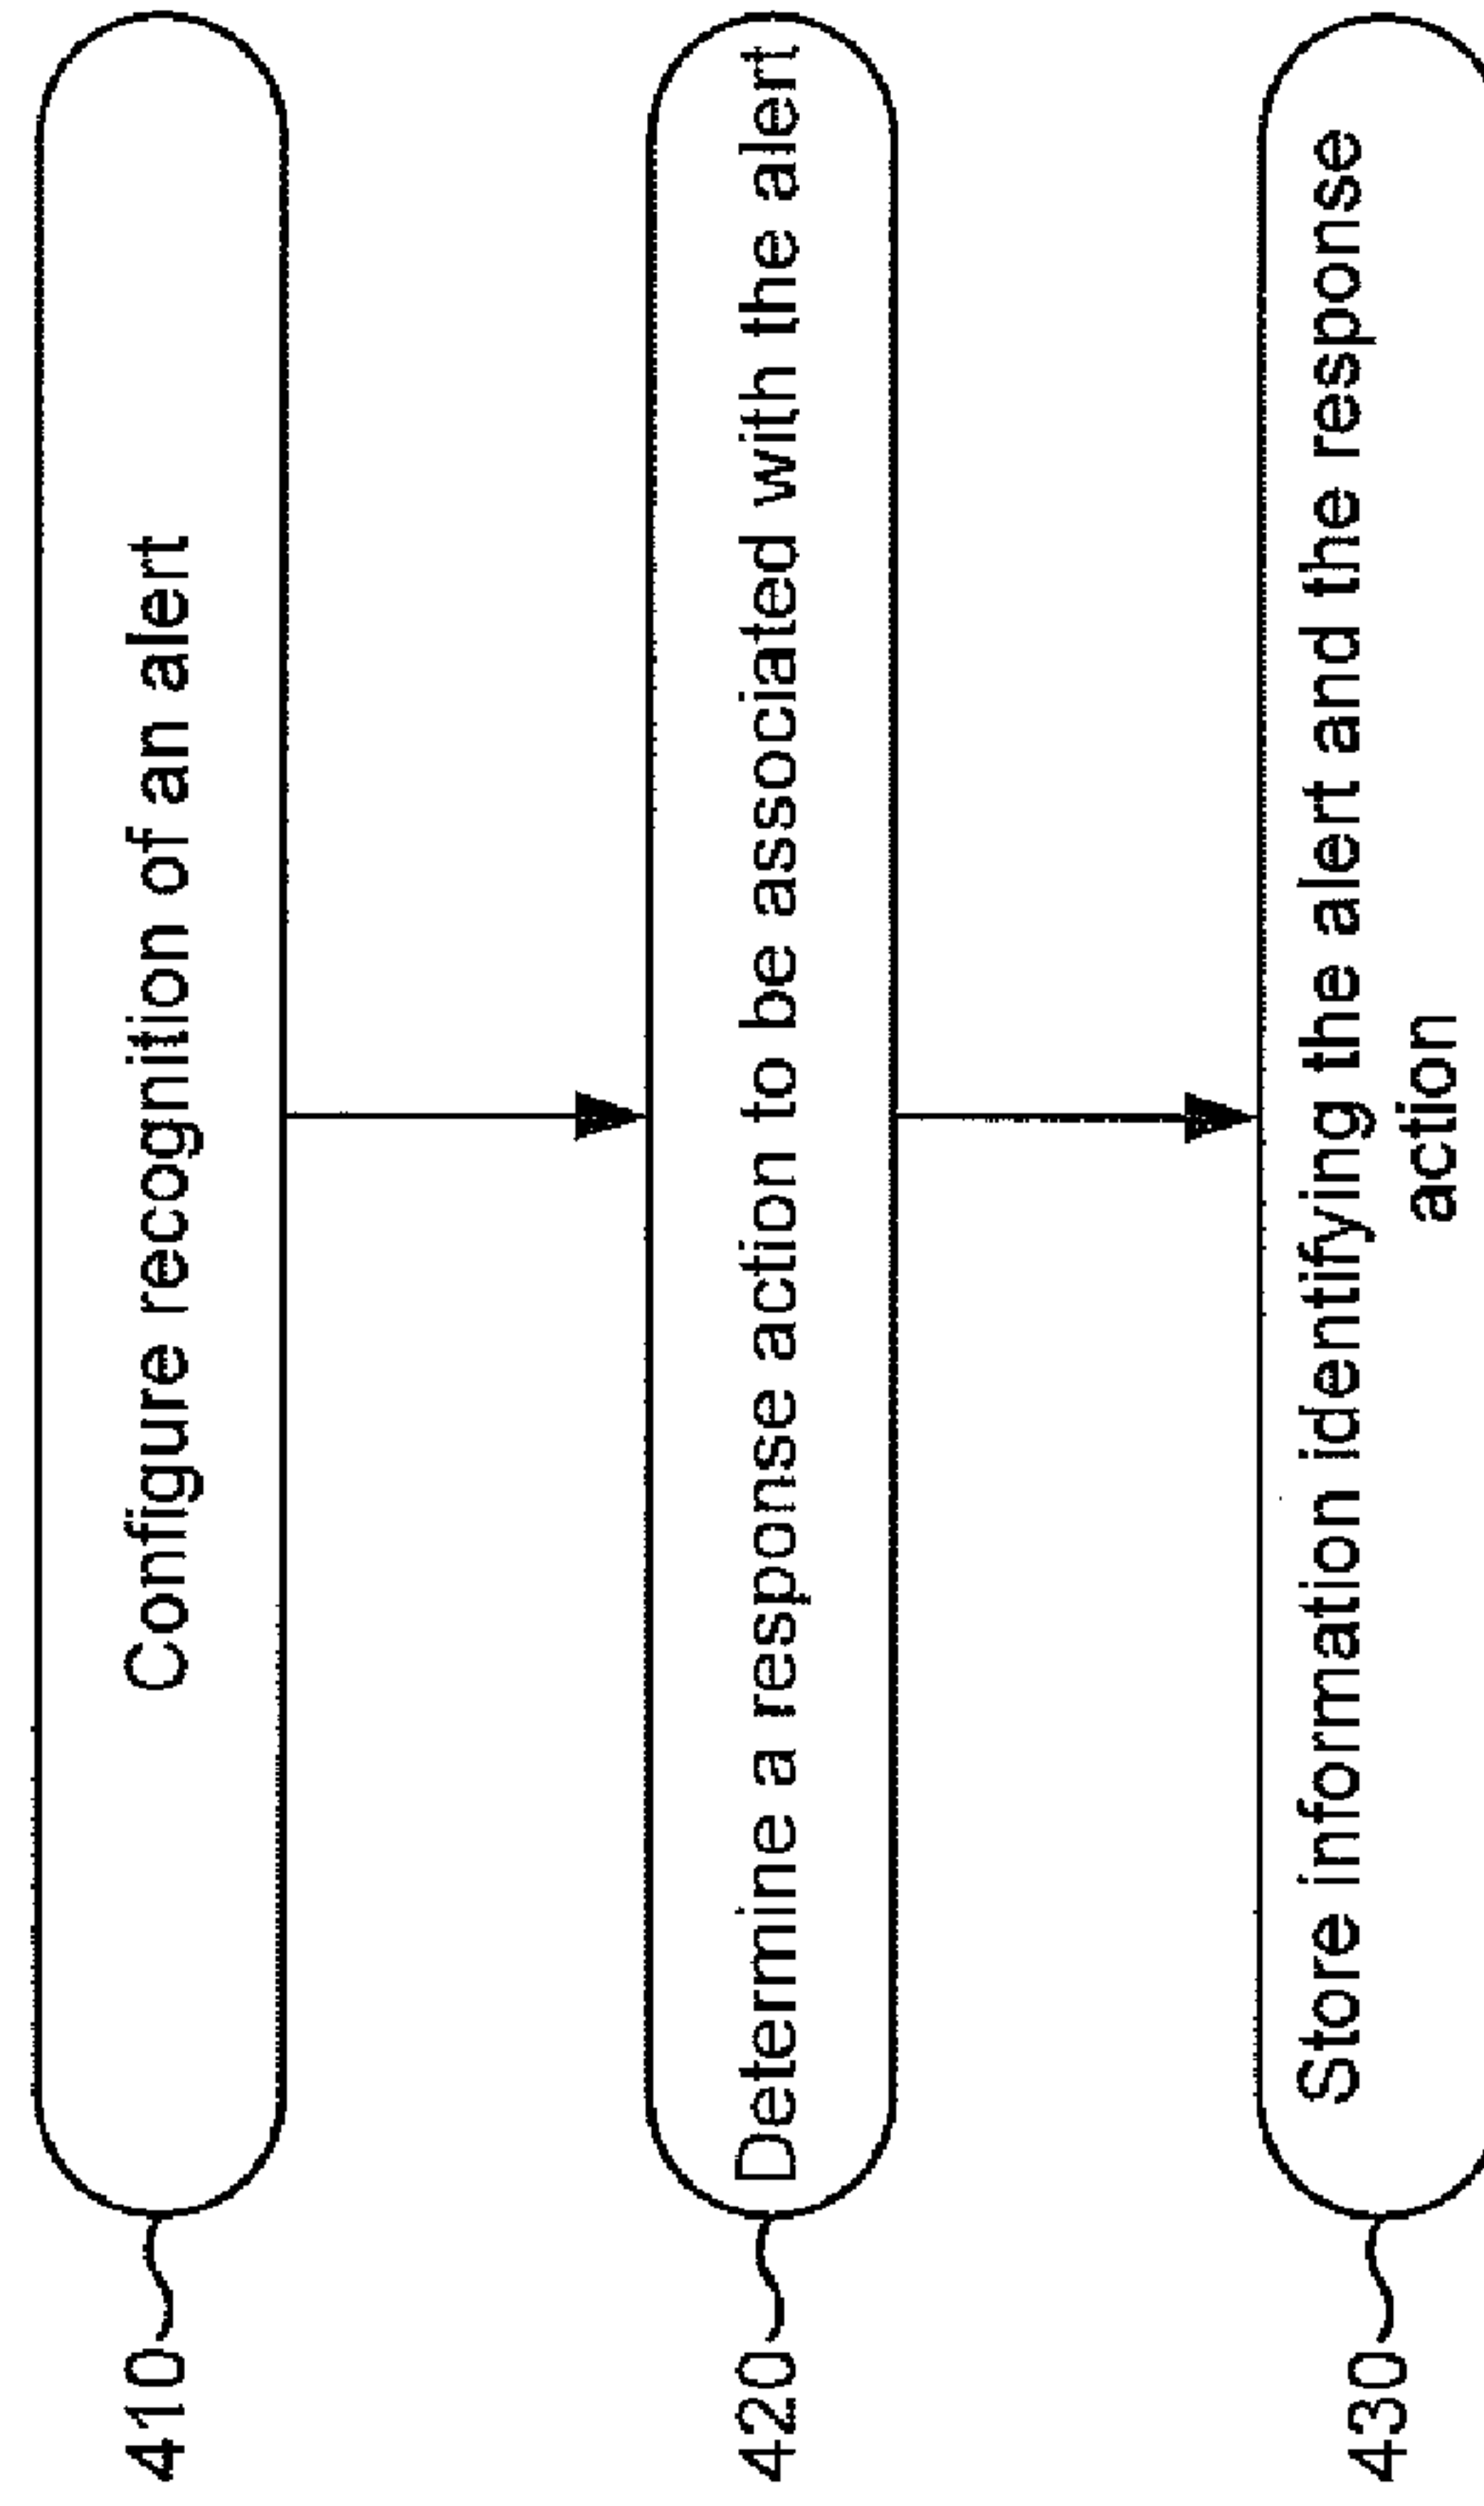 410
Configure recognition of an alert
420
Determine a response action to be associated with the alert
430
Store information identifying the alert and the response
action